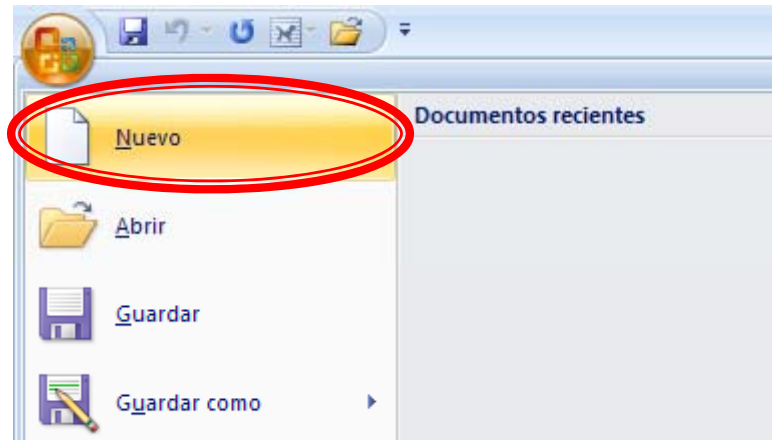 Nuevo
Documentos recientes
Abrir
Guardar
Guardar como